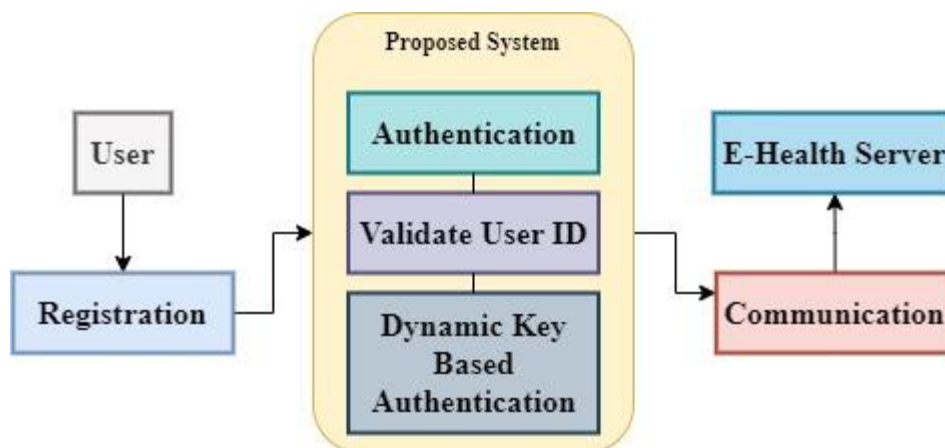 Proposed System
User
Authentication
E-Health Server
Validate User ID
Registration
Dynamic Key
Based
Authentication
Communication